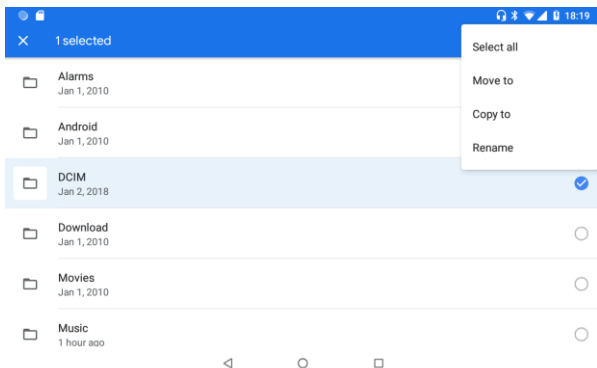 18:19
1 selected
Select all
Move to
Copy to
Rename
Alarms
Jan 1, 2010
Android
Jan 1, 2010
DCIM
Jan 2, 2018
Download
Jan 1, 2010
Movies
Jan 1, 2010
Music
1 hour ago